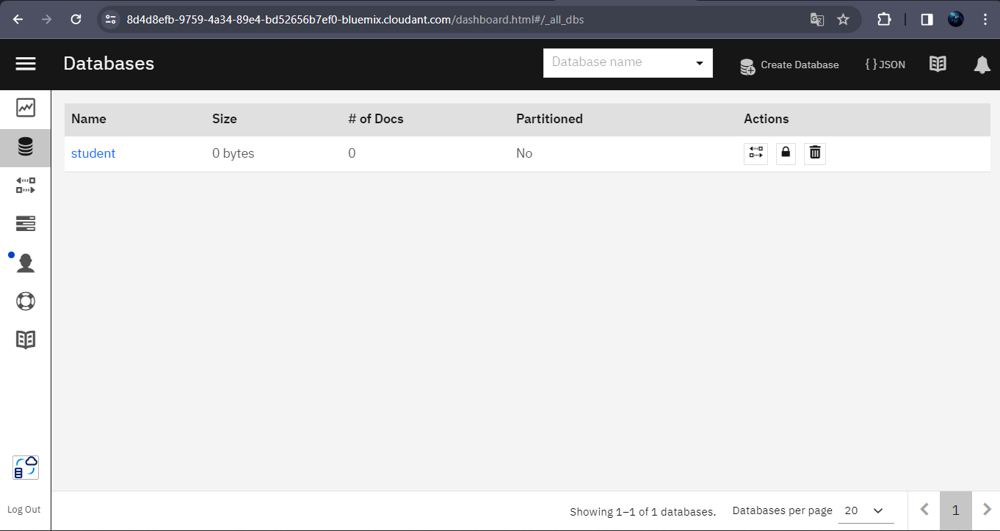 8d4d8efb-9759-4a34-89e4-bd52656b7ef0-bluemix.cloudant.com/dashboard.html#/_all_dbs
Databases
Database name
Create Database
{ } JSON
Name Size # of Docs Partitioned Actions
student 0 bytes 0 No
Log Out
Showing 1–1 of 1 databases. Databases per page 20 1